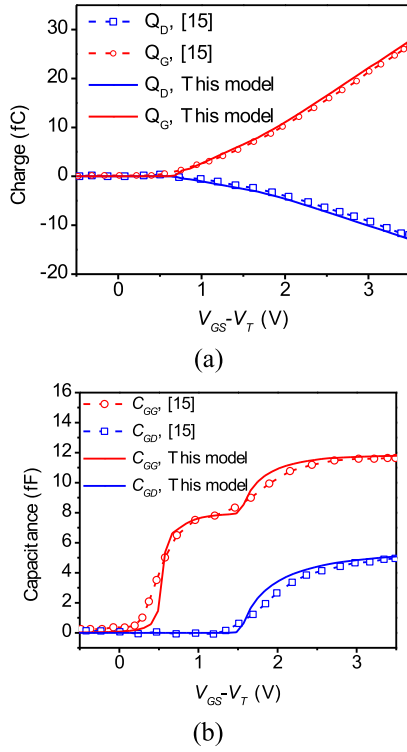 Q_D, [15]
Q_G, [15]
Q_D, This model
Q_G, This model
30
20
10
0
-10
-20
Charge (fC)
0 1 2 3
V_GS-V_T (V)
(a)
C_GG, [15]
C_GD, [15]
C_GG, This model
C_GD, This model
16
14
12
10
8
6
4
2
0
Capacitance (fF)
0 1 2 3
V_GS-V_T (V)
(b)